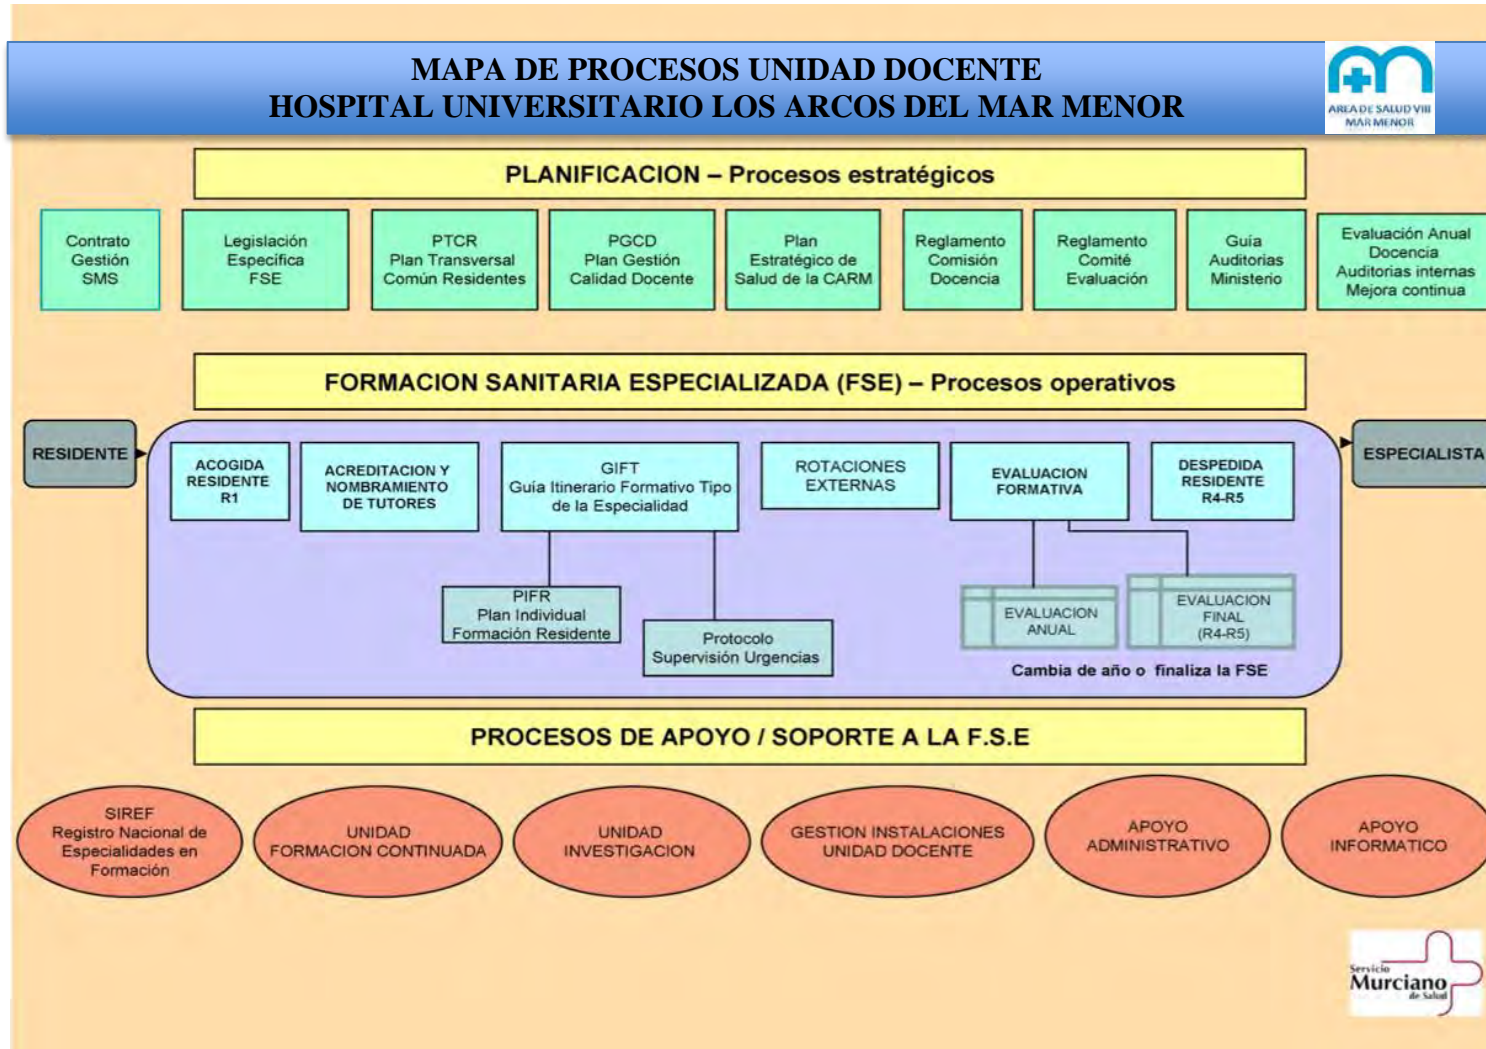 MAPA DE PROCESOS UNIDAD DOCENTE
HOSPITAL UNIVERSITARIO LOS ARCOS DEL MAR MENOR
AREA DE SALUD VIII
MAR MENOR
PLANIFICACION – Procesos estratégicos
Contrato
Gestión
SMS
Legislación
Específica
FSE
PTCR
Plan Transversal
Común Residentes
PGCD
Plan Gestión
Calidad Docente
Plan
Estratégico de
Salud de la CARM
Reglamento
Comisión
Docencia
Reglamento
Comité
Evaluación
Guía
Auditorias
Ministerio
Evaluación Anual
Docencia
Auditorias internas
Mejora continua
FORMACION SANITARIA ESPECIALIZADA (FSE) – Procesos operativos
RESIDENTE
ACOGIDA
RESIDENTE
R1
ACREDITACION Y
NOMBRAMIENTO
DE TUTORES
GIFT
Guía Itinerario Formativo Tipo
de la Especialidad
ROTACIONES
EXTERNAS
EVALUACION
FORMATIVA
DESPEDIDA
RESIDENTE
R4-R5
ESPECIALISTA
PIFR
Plan Individual
Formación Residente
Protocolo
Supervisión Urgencias
EVALUACION
ANUAL
EVALUACION
FINAL
(R4-R5)
Cambia de año o finaliza la FSE
PROCESOS DE APOYO / SOPORTE A LA F.S.E
SIREF
Registro Nacional de
Especialidades en
Formación
UNIDAD
FORMACION CONTINUADA
UNIDAD
INVESTIGACION
GESTION INSTALACIONES
UNIDAD DOCENTE
APOYO
ADMINISTRATIVO
APOYO
INFORMATICO
Servicio
Murciano
de Salud